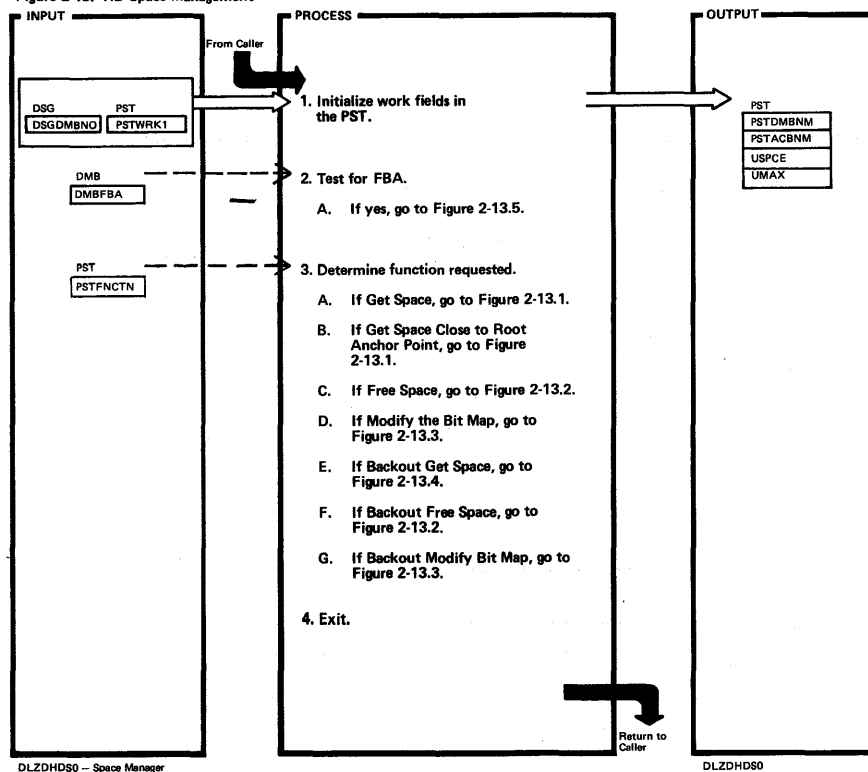 INPUT
PROCESS
OUTPUT
From Caller
DSG PST
DSGDMBNO PSTWRK1
1. Initialize work fields in
the PST.
PST
PSTDMBNM
PSTACBNM
USPCE
UMAX
DMB
DMBFBA
2. Test for FBA.
A. If yes, go to Figure 2-13.5.
PST
PSTFNCTN
3. Determine function requested.
A. If Get Space, go to Figure 2-13.1.
B. If Get Space Close to Root
Anchor Point, go to Figure
2-13.1.
C. If Free Space, go to Figure 2-13.2.
D. If Modify the Bit Map, go to
Figure 2-13.3.
E. If Backout Get Space, go to
Figure 2-13.4.
F. If Backout Free Space, go to
Figure 2-13.2.
G. If Backout Modify Bit Map, go to
Figure 2-13.3.
4. Exit.
Return to
Caller
DLZDHDS0 — Space Manager
DLZDHDS0